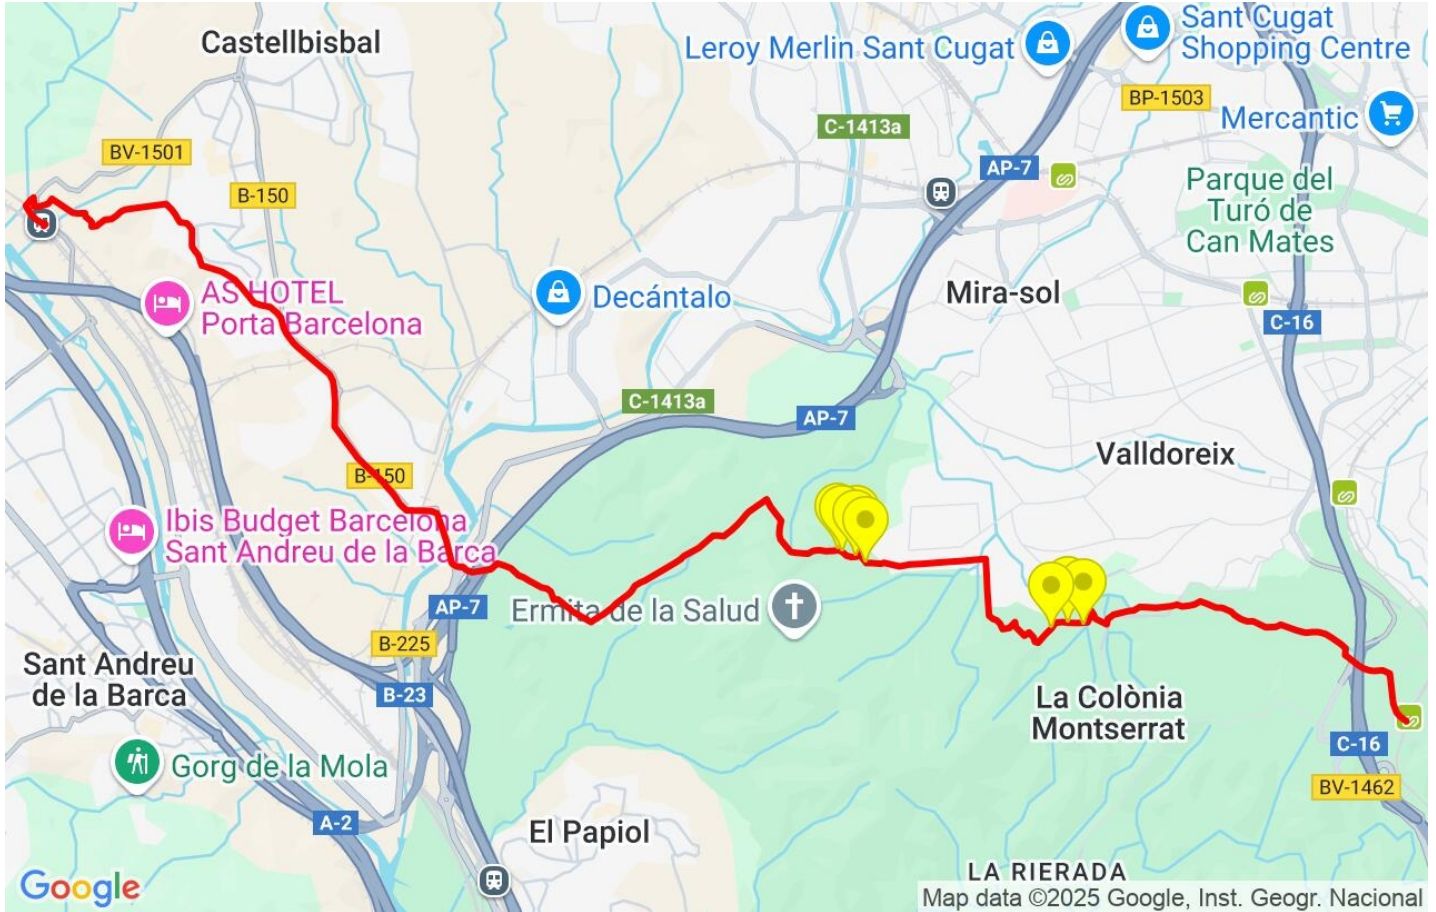 Castellbisbal
Leroy Merlin Sant Cugat
Sant Cugat
Shopping Centre
BP-1503
Mercantic
C-1413a
BV-1501
AP-7
B-150
Parque del
Turó de
Can Mates
AS HOTEL
Porta Barcelona
Decántalo
Mira-sol
C-16
C-1413a
AP-7
Valldoreix
B-150
Ibis Budget Barcelona
Sant Andreu de la Barca
AP-7
Ermita de la Salud
B-225
Sant Andreu
de la Barca
B-23
La Colònia
Montserrat
C-16
Gorg de la Mola
BV-1462
A-2
El Papiol
LA RIERADA
Google
Map data ©2025 Google, Inst. Geogr. Nacional